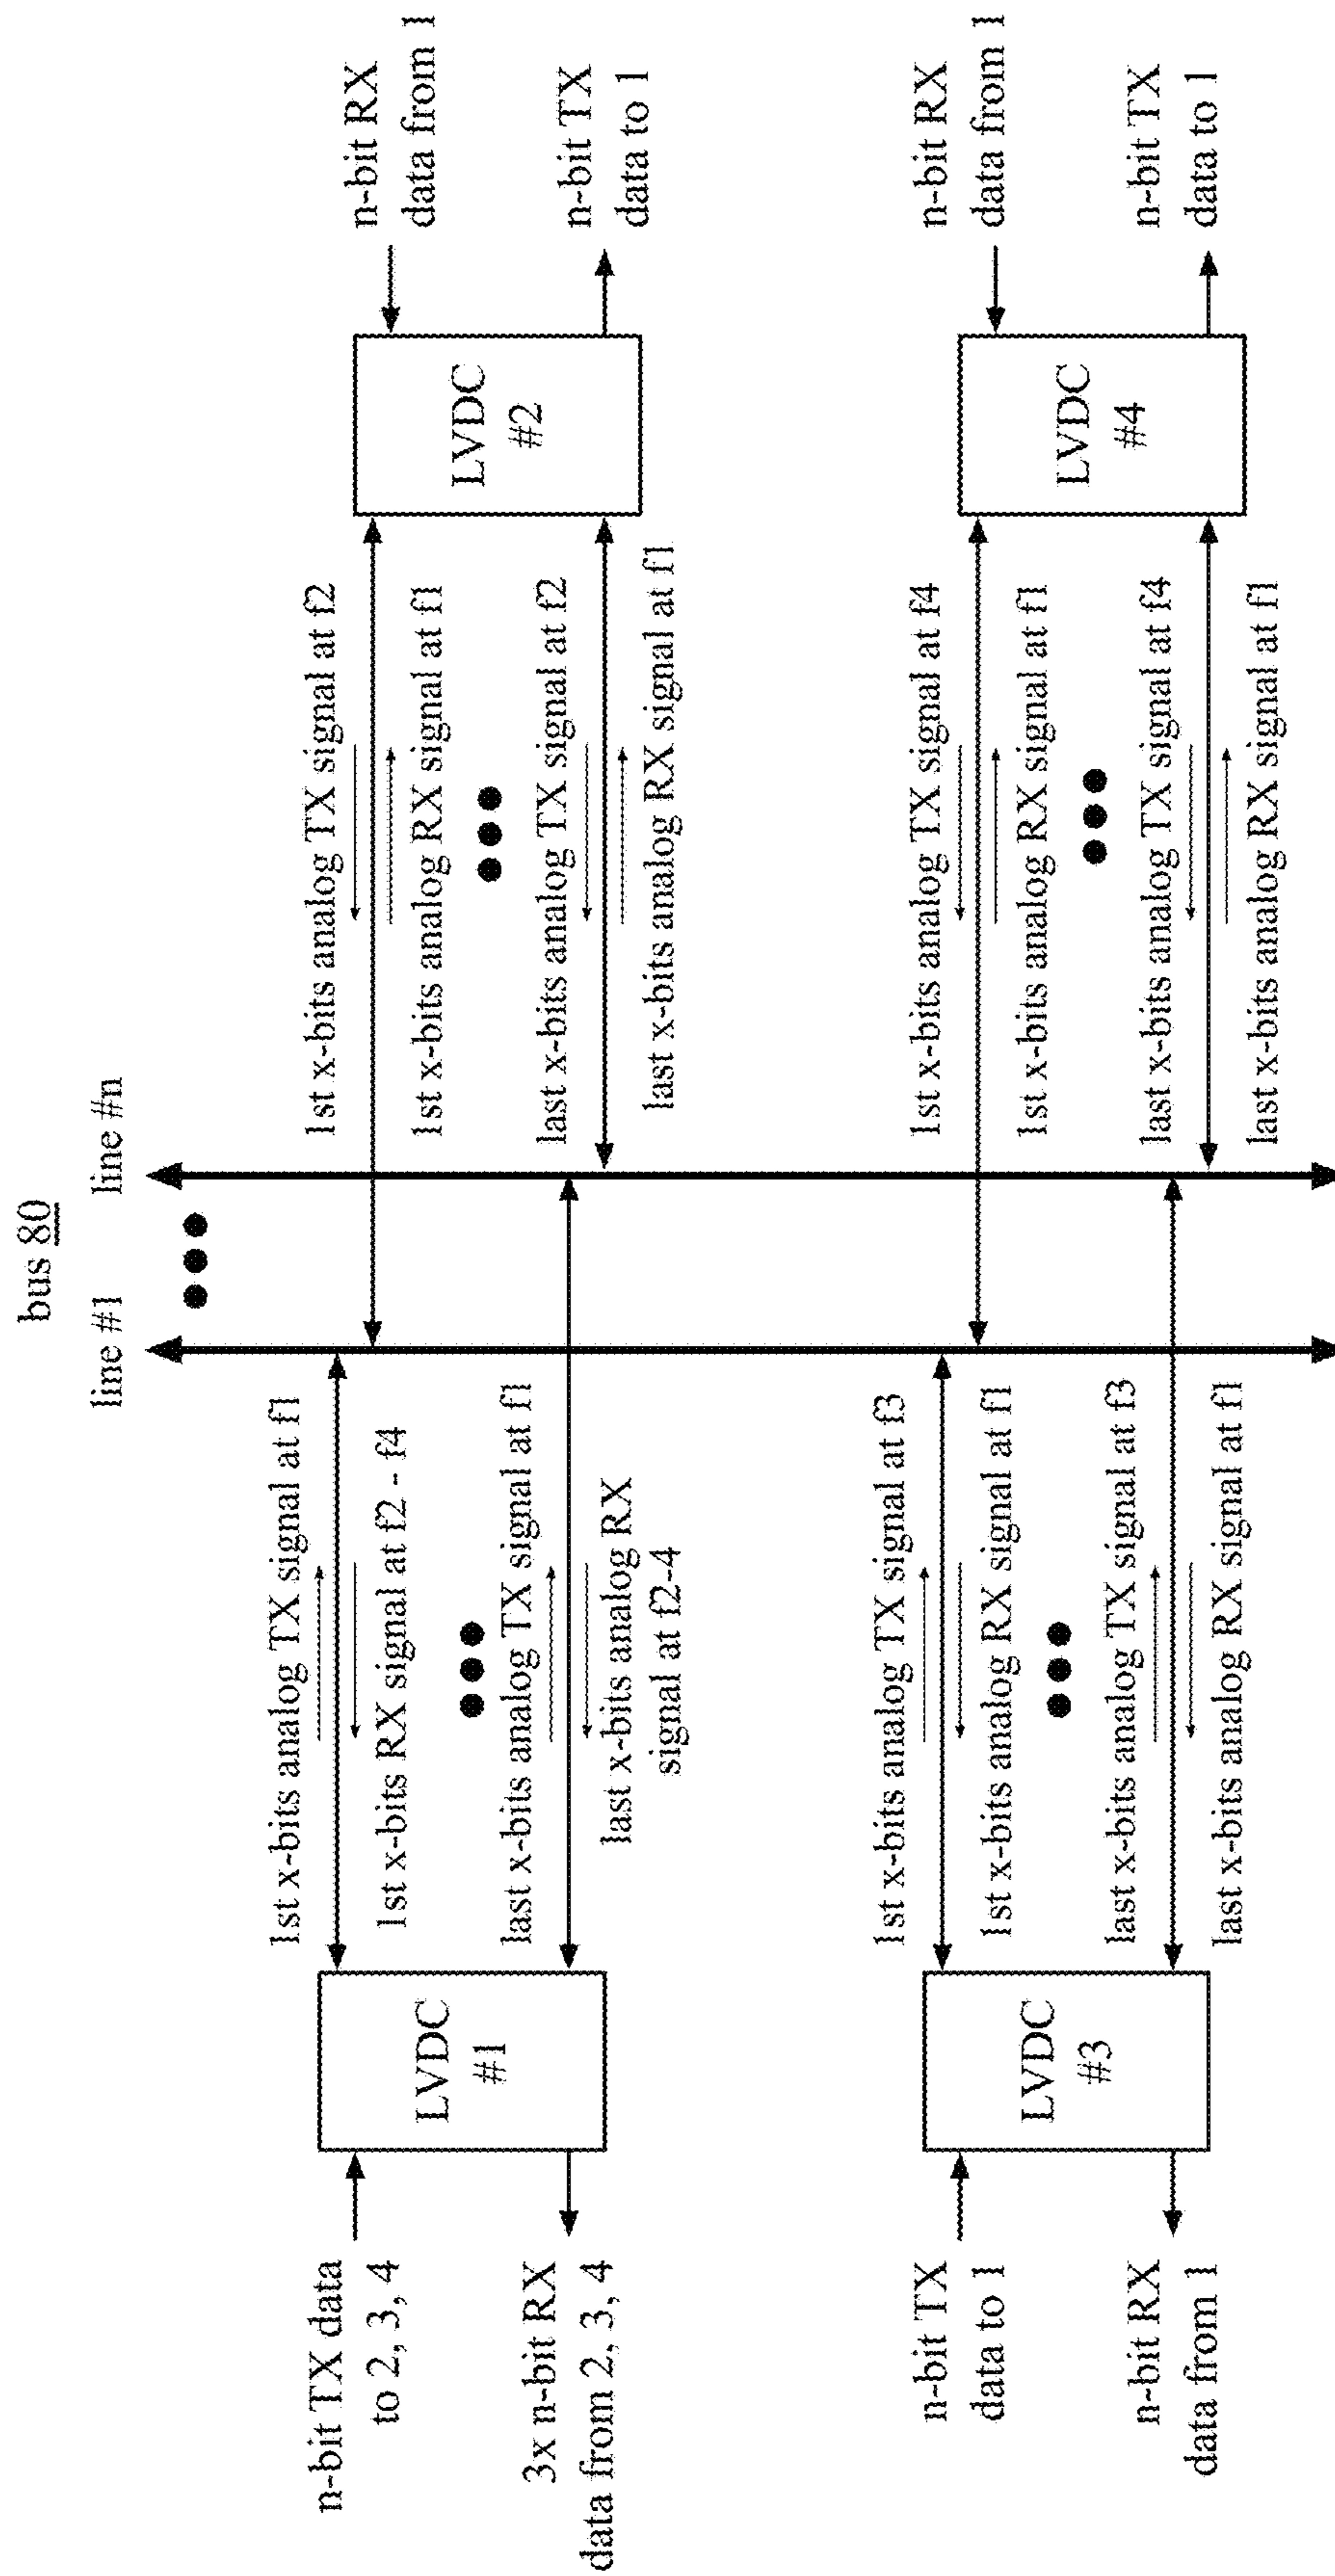 bus 80
line #1
line #n
n-bit TX data
to 2, 3, 4
3x n-bit RX
data from 2, 3, 4
LVDC
#1
1st x-bits analog TX signal at f1
1st x-bits RX signal at f2 - f4
last x-bits analog TX signal at f1
last x-bits analog RX
signal at f2-4
1st x-bits analog TX signal at f2
1st x-bits analog RX signal at f1
last x-bits analog TX signal at f2
last x-bits analog RX signal at f1
LVDC
#2
n-bit RX
data from 1
n-bit TX
data to 1
n-bit TX
data to 1
n-bit RX
data from 1
LVDC
#3
1st x-bits analog TX signal at f3
1st x-bits analog RX signal at f1
last x-bits analog TX signal at f3
last x-bits analog RX signal at f1
1st x-bits analog TX signal at f4
1st x-bits analog RX signal at f1
last x-bits analog TX signal at f4
last x-bits analog RX signal at f1
LVDC
#4
n-bit RX
data from 1
n-bit TX
data to 1